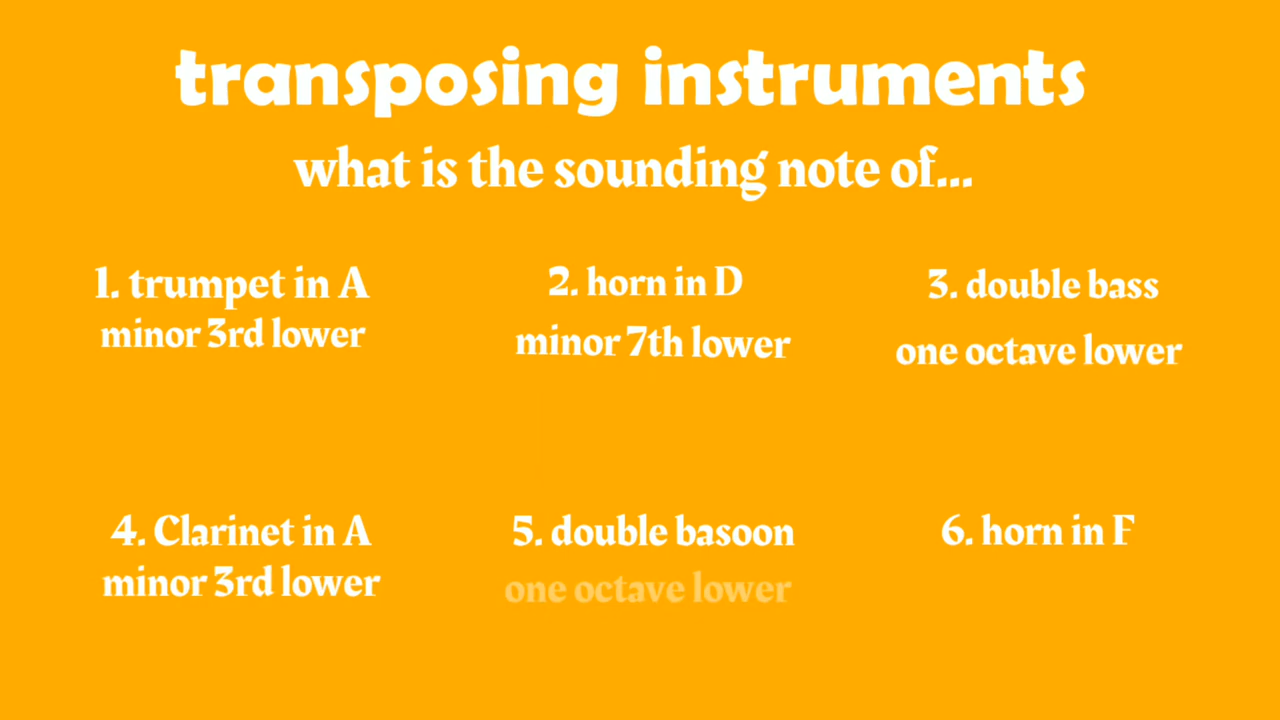 transposing instruments
what is the sounding note of...
1. trumpet in A
minor 3rd lower
2. horn in D
minor 7th lower
3. double bass
one octave lower
4. Clarinet in A
minor 3rd lower
5. double basoon
one octave lower
6. horn in F